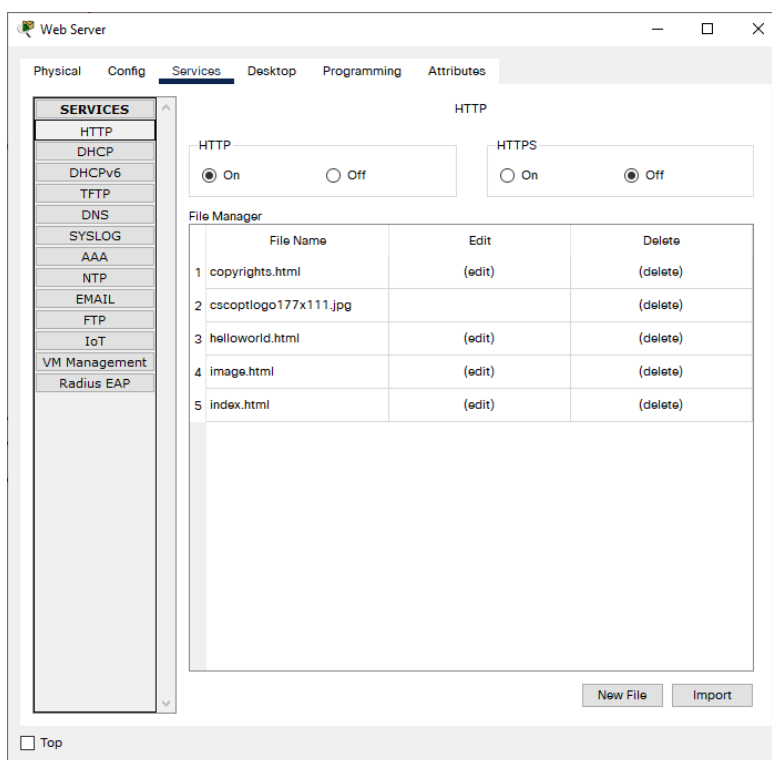 Web Server
Physical Config Services Desktop Programming Attributes
SERVICES
HTTP
DHCP
DHCPv6
TFTP
DNS
SYSLOG
AAA
NTP
EMAIL
FTP
IoT
VM Management
Radius EAP
HTTP
HTTP
On Off
HTTPS
On Off
File Manager
File Name Edit Delete
1 copyrights.html (edit) (delete)
2 cscoptlogo177x111.jpg (delete)
3 helloworld.html (edit) (delete)
4 image.html (edit) (delete)
5 index.html (edit) (delete)
New File Import
Top